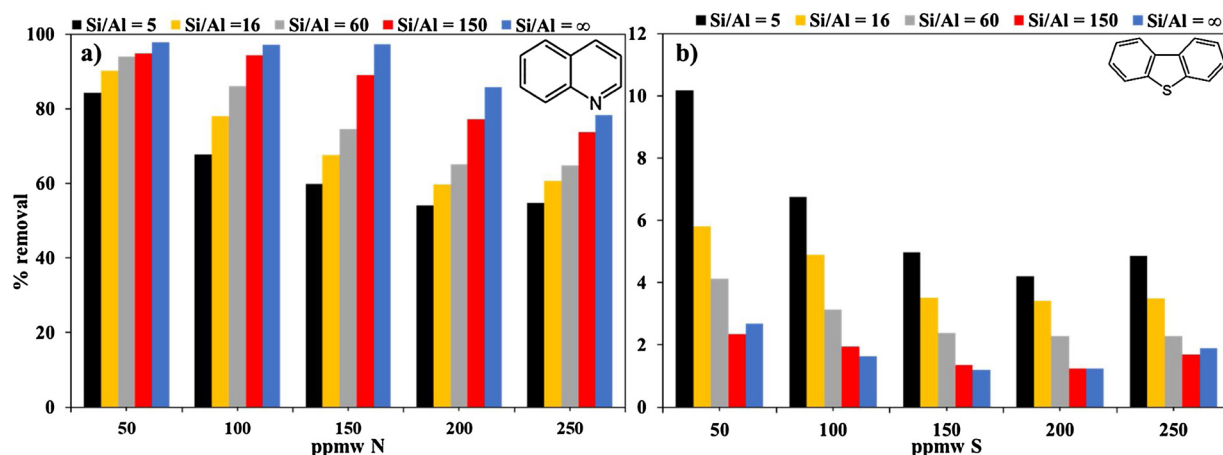 Si/Al = 5 Si/Al =16 Si/Al = 60 Si/Al = 150 Si/Al = ∞
a)
% removal
100
80
60
40
20
0
N
50 100 150 200 250
ppmw N
Si/Al = 5 Si/Al = 16 Si/Al = 60 Si/Al = 150 Si/Al = ∞
b)
12
10
8
6
4
2
0
S
50 100 150 200 250
ppmw S